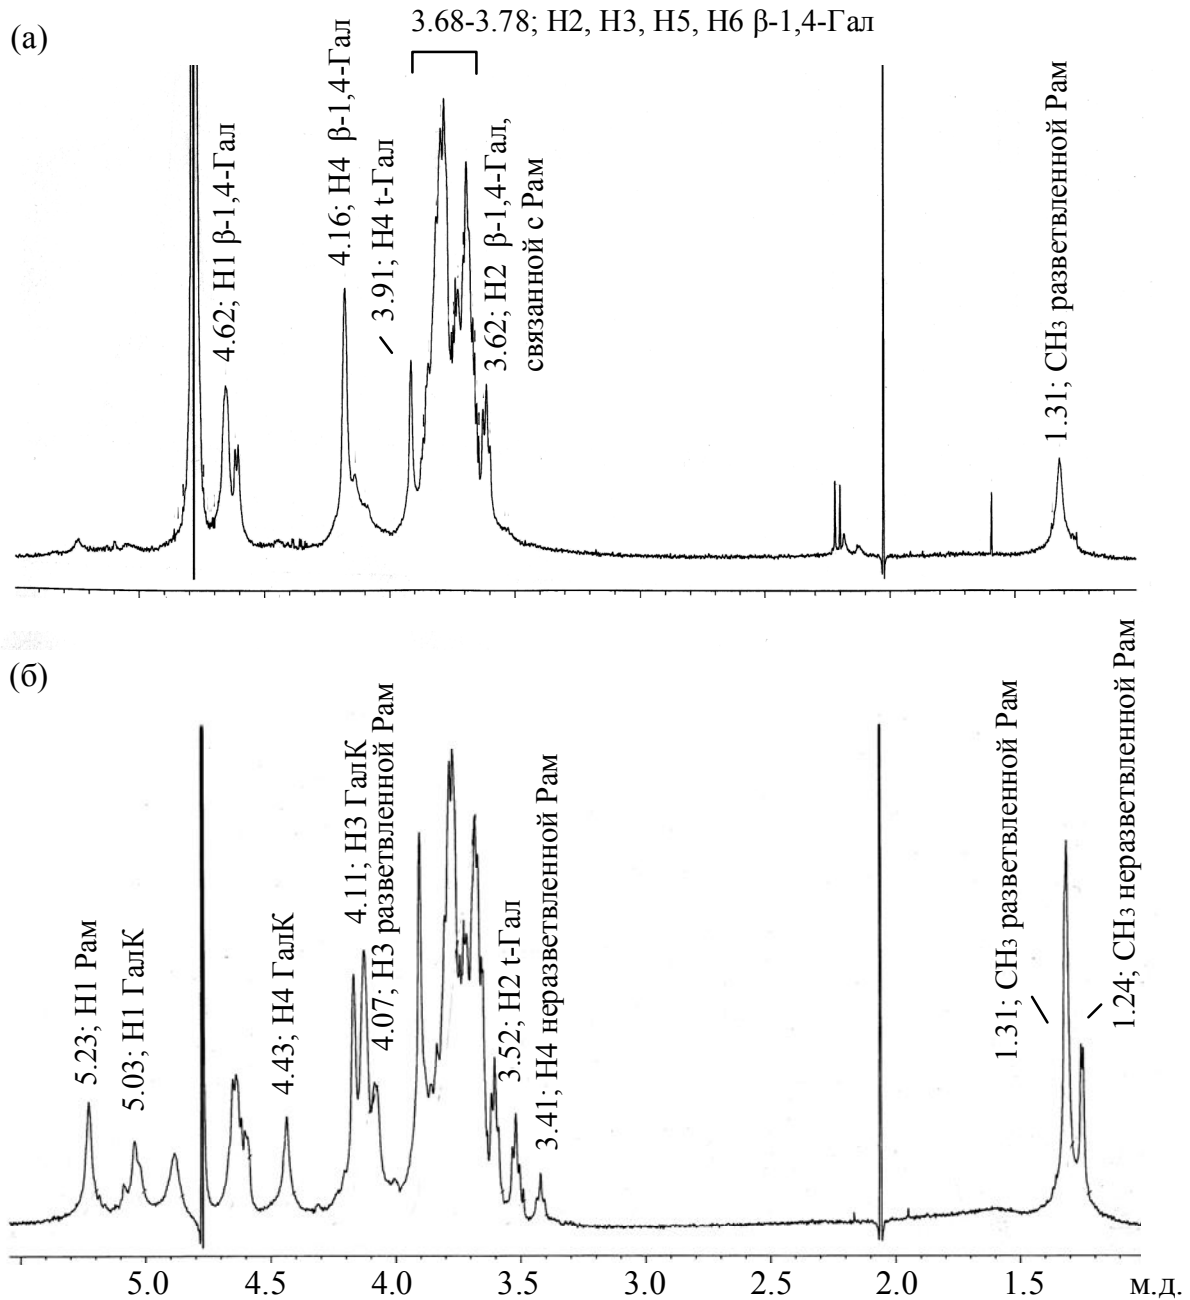 (а)
3.68-3.78; H2, H3, H5, H6 β-1,4-Гал
4.62; H1 β-1,4-Гал
4.16; H4 β-1,4-Гал
3.91; H4 t-Гал
3.62; H2 β-1,4-Гал,
связанной с Рам
1.31; CH₃ разветвленной Рам
(б)
5.23; H1 Рам
5.03; H1 ГалК
4.43; H4 ГалК
4.11; H3 ГалК
4.07; H3 разветвленной Рам
3.52; H2 t-Гал
3.41; H4 неразветвленной Рам
1.31; CH₃ разветвленной Рам
1.24; CH₃ неразветвленной Рам
5.0 4.5 4.0 3.5 3.0 2.5 2.0 1.5 м.д.